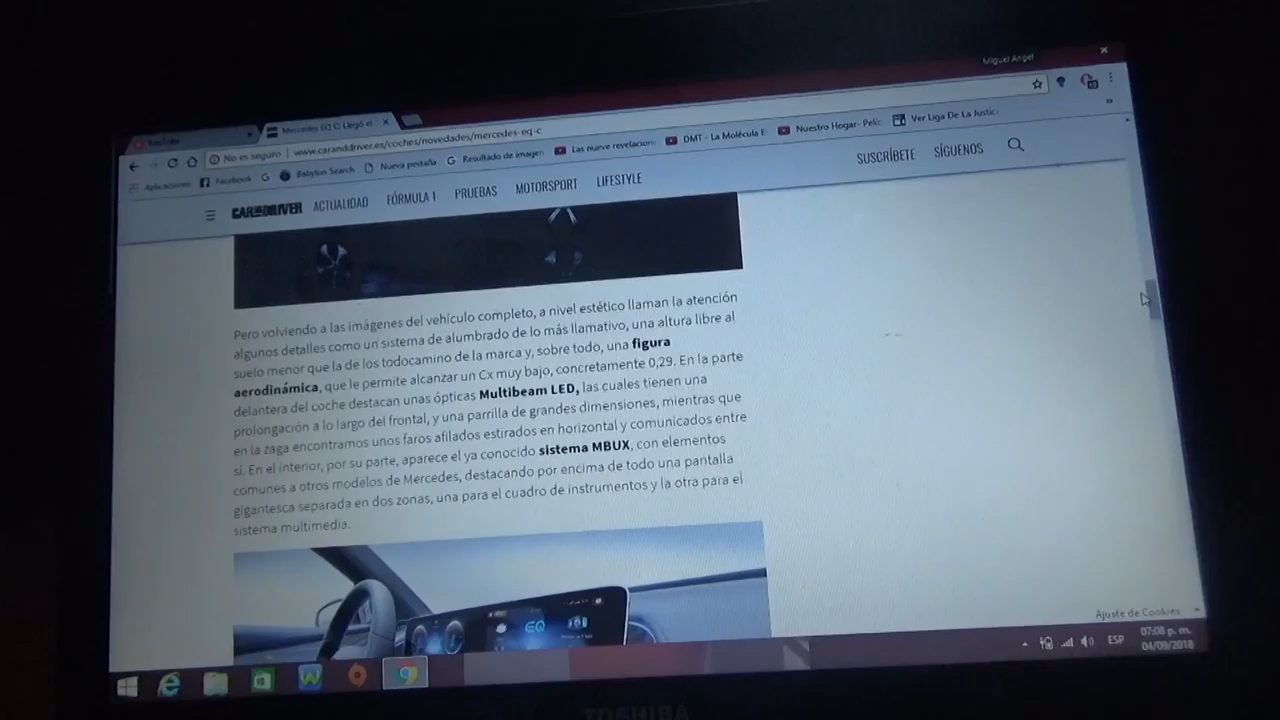 Miguel Angel
YouTube
Mercedes EQ C: Llegó el
No es seguro www.caranddriver.es/coches/novedades/mercedes-eq-c
Aplicaciones Facebook Babylon Search Nueva pestaña Resultado de imagen Las nueve revelacion DMT - La Molécula E Nuestro Hogar- Pelí Ver Liga De La Justic
CAR AND DRIVER ACTUALIDAD FÓRMULA 1 PRUEBAS MOTORSPORT LIFESTYLE SUSCRÍBETE SÍGUENOS
Pero volviendo a las imágenes del vehículo completo, a nivel estético llaman la atención
algunos detalles como un sistema de alumbrado de lo más llamativo, una altura libre al
suelo menor que la de los todocamino de la marca y, sobre todo, una figura
aerodinámica, que le permite alcanzar un Cx muy bajo, concretamente 0,29. En la parte
delantera del coche destacan unas ópticas Multibeam LED, las cuales tienen una
prolongación a lo largo del frontal, y una parrilla de grandes dimensiones, mientras que
en la zaga encontramos unos faros afilados estirados en horizontal y comunicados entre
sí. En el interior, por su parte, aparece el ya conocido sistema MBUX, con elementos
comunes a otros modelos de Mercedes, destacando por encima de todo una pantalla
gigantesca separada en dos zonas, una para el cuadro de instrumentos y la otra para el
sistema multimedia.
EQ
Ajuste de Cookies
ESP
07:08 p. m.
04/09/2018
TOSHIBA